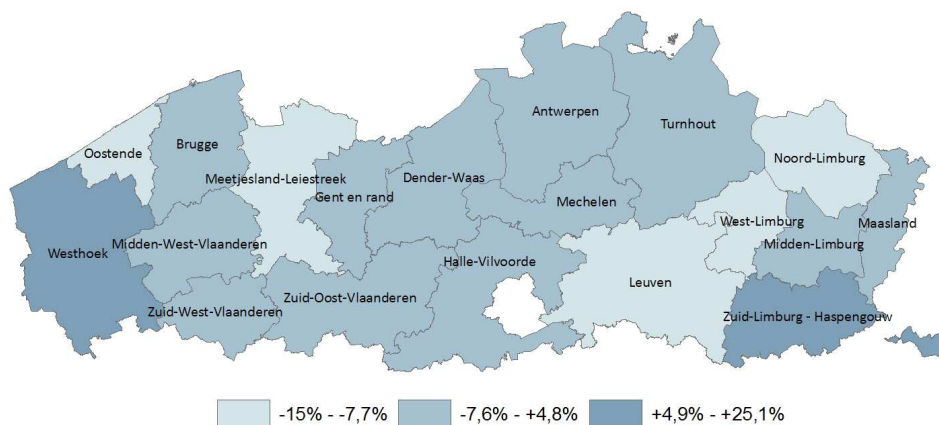 Antwerpen
Turnhout
Brugge
Oostende
Noord-Limburg
Meetjesland-Leiestreek
Dender-Waas
Gent en rand
Mechelen
West-Limburg
Maasland
Midden-West-Vlaanderen
Midden-Limburg
Westhoek
Halle-Vilvoorde
Leuven
Zuid-Oost-Vlaanderen
Zuid-West-Vlaanderen
Zuid-Limburg - Haspengouw
-15% - -7,7%
-7,6% - +4,8%
+4,9% - +25,1%